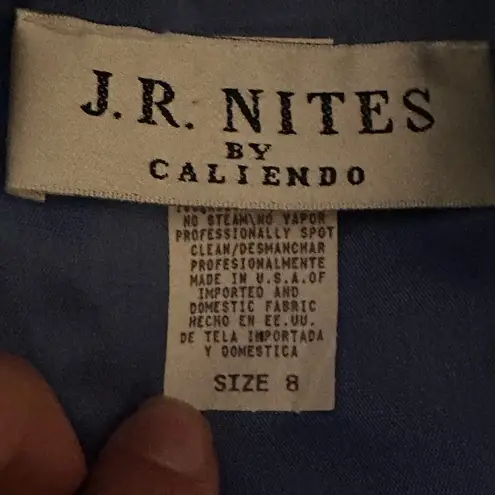 J.R. NITES
BY
CALIENDO
NO STEAM\NO VAPOR
PROFESSIONALLY SPOT
CLEAN/DESMANCHAR
PROFESIONALMENTE
MADE IN U.S.A.OF
IMPORTED AND
DOMESTIC FABRIC
HECHO EN EE.UU.
DE TELA IMPORTADA
Y DOMESTICA
SIZE 8